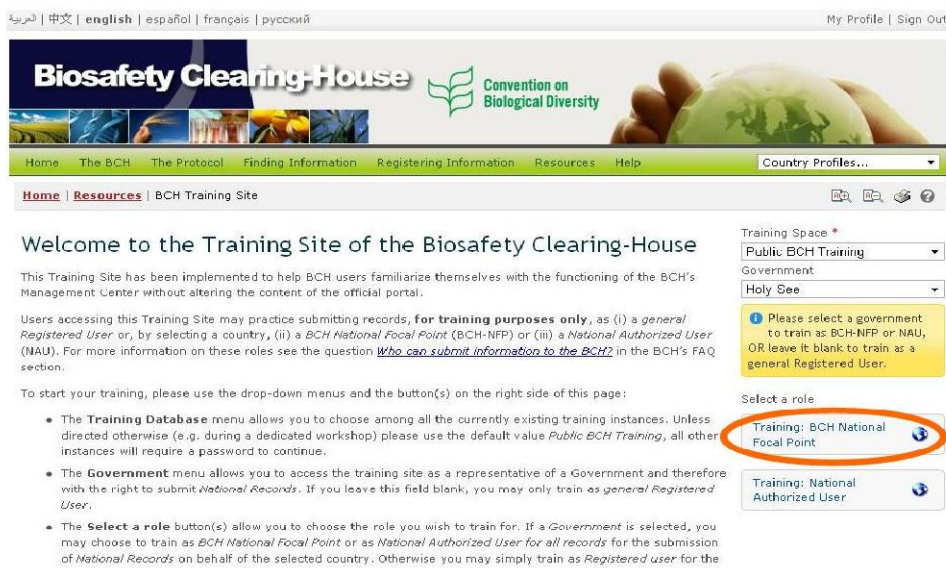 العربية | 中文 | english | español | français | русский
My Profile | Sign Out
Biosafety Clearing-House
Convention on
Biological Diversity
Home The BCH The Protocol Finding Information Registering Information Resources Help
Country Profiles...
Home | Resources | BCH Training Site
Welcome to the Training Site of the Biosafety Clearing-House
This Training Site has been implemented to help BCH users familiarize themselves with the functioning of the BCH's
Management Center without altering the content of the official portal.
Users accessing this Training Site may practice submitting records, for training purposes only, as (i) a general
Registered User or, by selecting a country, (ii) a BCH National Focal Point (BCH-NFP) or (iii) a National Authorized User
(NAU). For more information on these roles see the question Who can submit information to the BCH? in the BCH's FAQ
section.
To start your training, please use the drop-down menus and the button(s) on the right side of this page:
• The Training Database menu allows you to choose among all the currently existing training instances. Unless
directed otherwise (e.g. during a dedicated workshop) please use the default value Public BCH Training, all other
instances will require a password to continue.
• The Government menu allows you to access the training site as a representative of a Government and therefore
with the right to submit National Records. If you leave this field blank, you may only train as general Registered
User.
• The Select a role button(s) allow you to choose the role you wish to train for. If a Government is selected, you
may choose to train as BCH National Focal Point or as National Authorized User for all records for the submission
of National Records on behalf of the selected country. Otherwise you may simply train as Registered user for the
Training Space *
Public BCH Training
Government
Holy See
Please select a government
to train as BCH-NFP or NAU,
OR leave it blank to train as a
general Registered User.
Select a role
Training: BCH National
Focal Point
Training: National
Authorized User